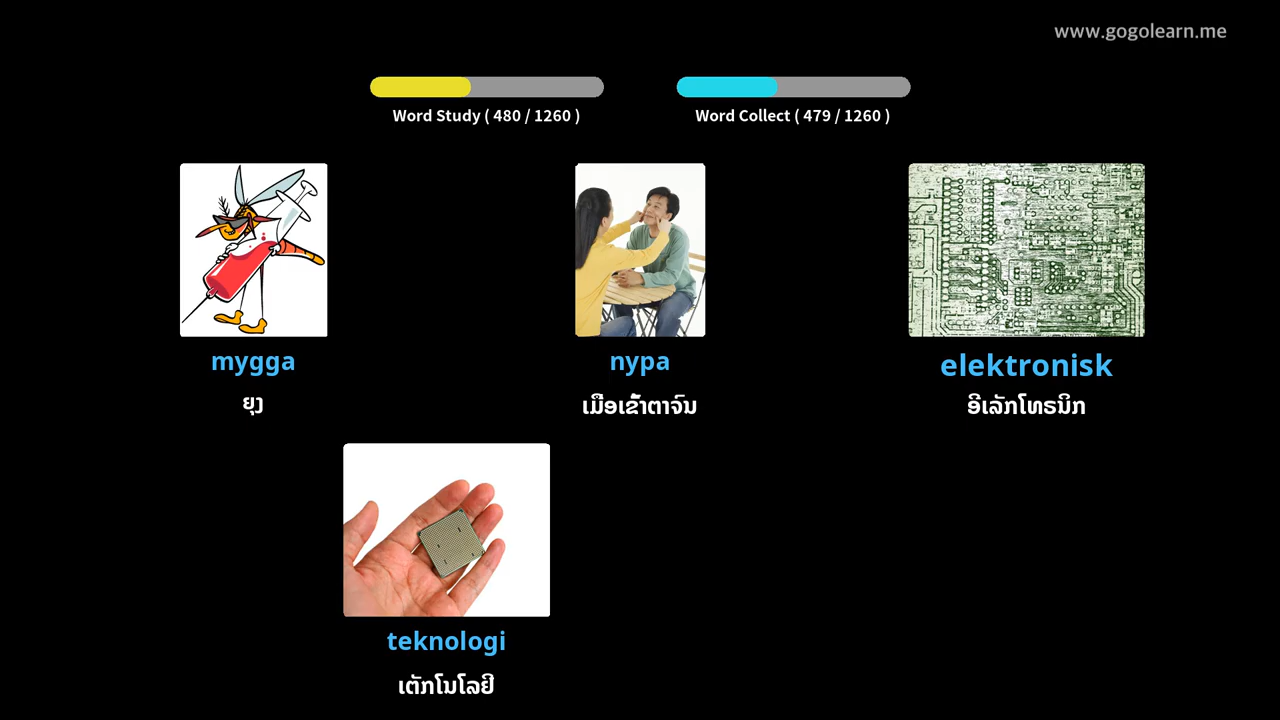 www.gogolearn.me
Word Study ( 480 / 1260 )
Word Collect ( 479 / 1260 )
mygga
ຍຸງ
nypa
ເມືອເຂົ້າຕາຈົນ
elektronisk
ອີເລັກໂທຣນິກ
teknologi
ເຕັກໂນໂລຢີ